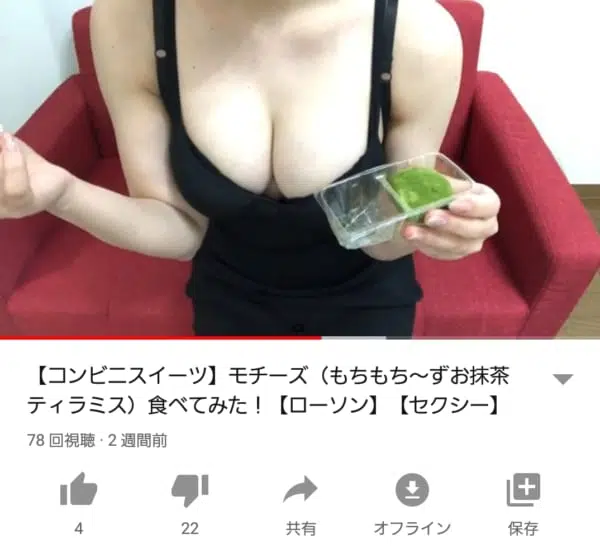 【コンビニスイーツ】モチーズ（もちもち～ずお抹茶
ティラミス）食べてみた！【ローソン】【セクシー】
78 回視聴 · 2 週間前
4
22
共有
オフライン
保存